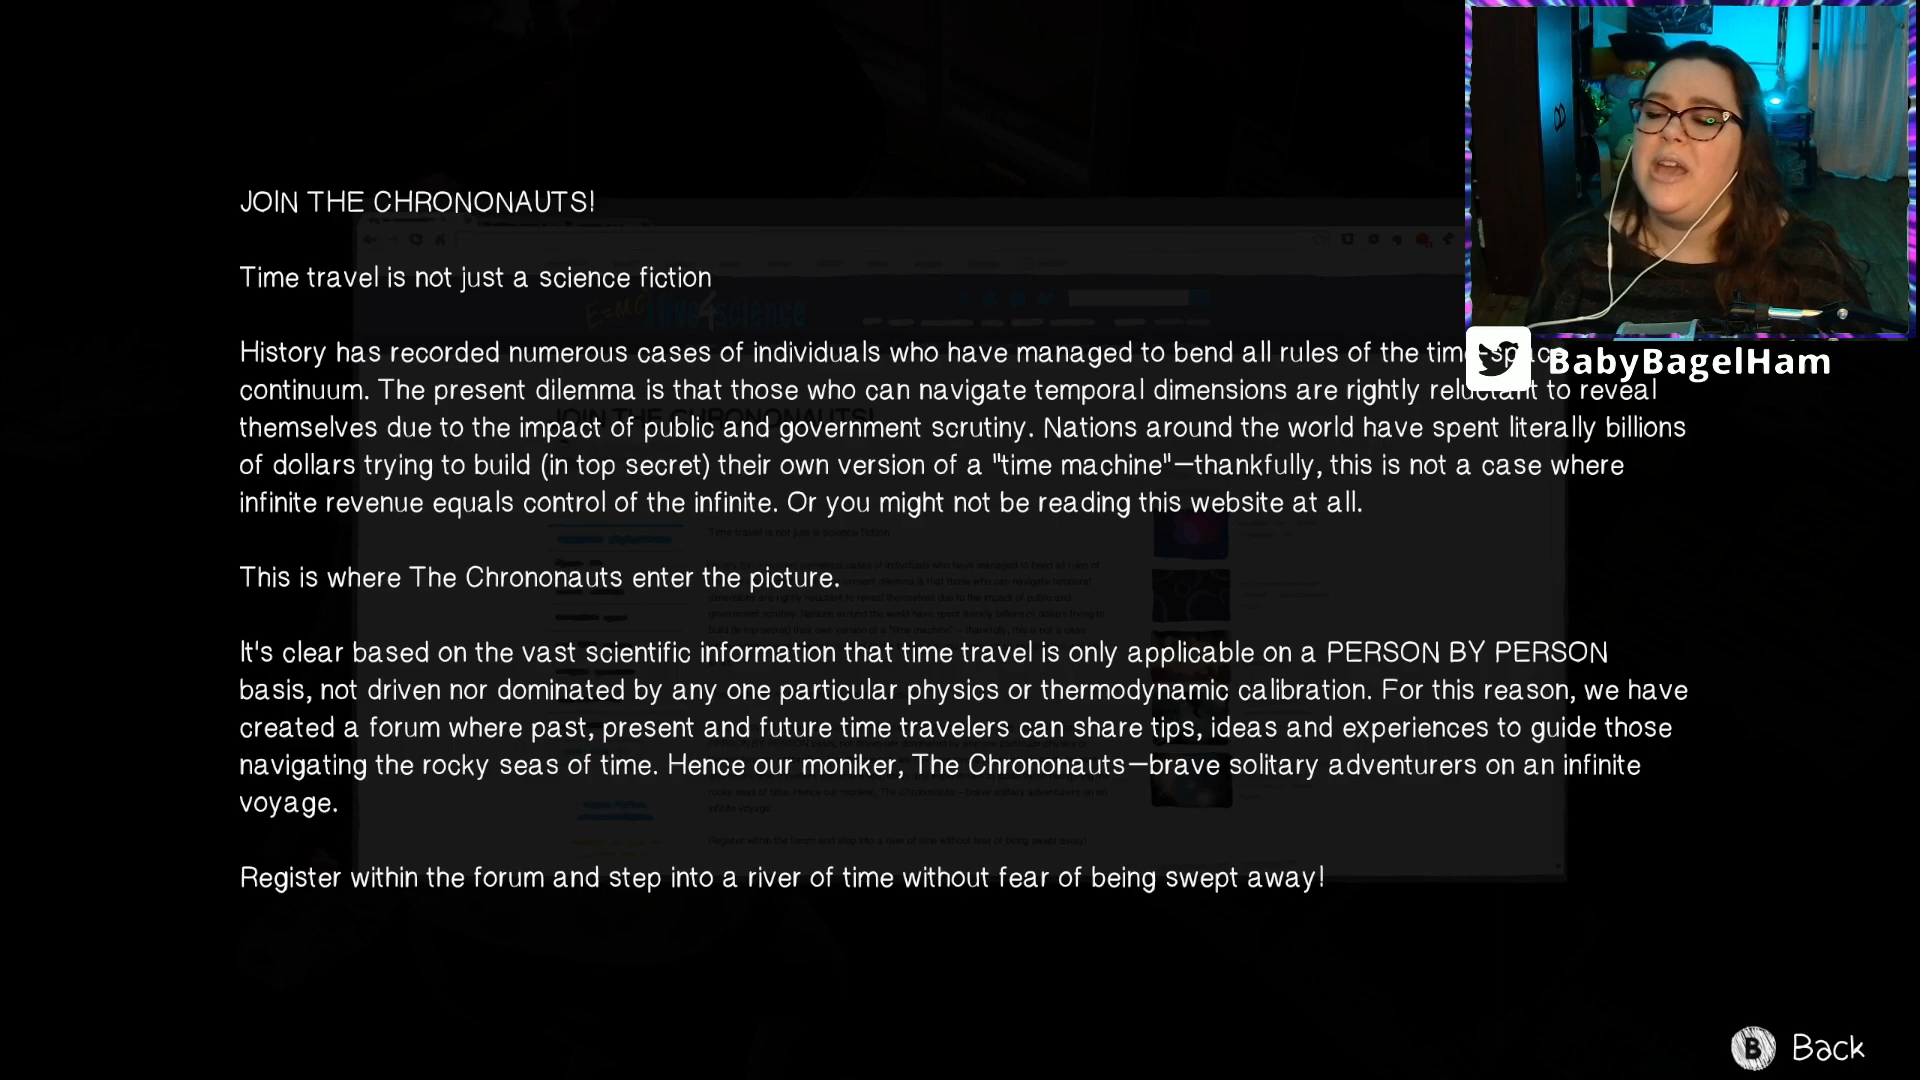 JOIN THE CHRONONAUTS!
Time travel is not just a science fiction
History has recorded numerous cases of individuals who have managed to bend all rules of the time-space
continuum. The present dilemma is that those who can navigate temporal dimensions are rightly reluctant to reveal
themselves due to the impact of public and government scrutiny. Nations around the world have spent literally billions
of dollars trying to build (in top secret) their own version of a "time machine"—thankfully, this is not a case where
infinite revenue equals control of the infinite. Or you might not be reading this website at all.
This is where The Chrononauts enter the picture.
It's clear based on the vast scientific information that time travel is only applicable on a PERSON BY PERSON
basis, not driven nor dominated by any one particular physics or thermodynamic calibration. For this reason, we have
created a forum where past, present and future time travelers can share tips, ideas and experiences to guide those
navigating the rocky seas of time. Hence our moniker, The Chrononauts—brave solitary adventurers on an infinite
voyage.
Register within the forum and step into a river of time without fear of being swept away!
BabyBagelHam
B Back